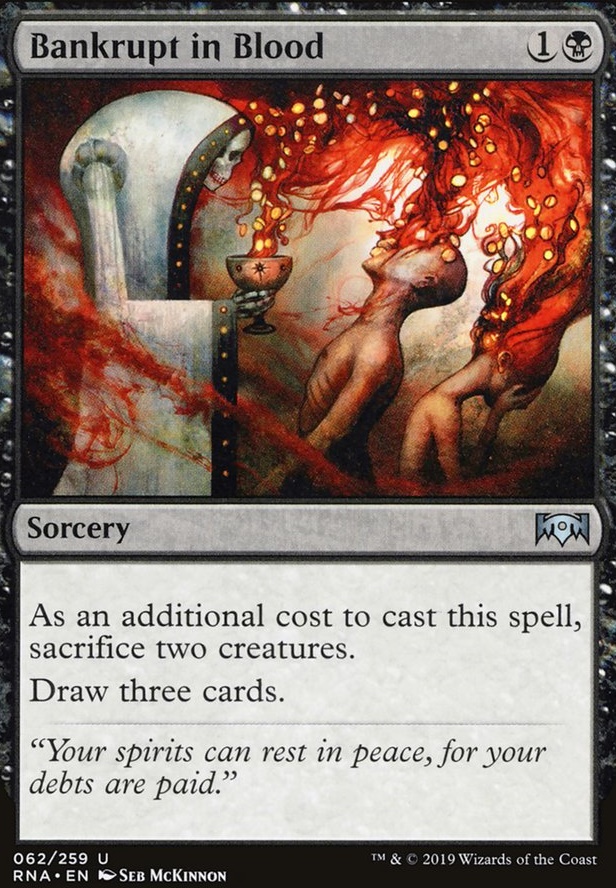 Bankrupt in Blood 1
Sorcery
As an additional cost to cast this spell,
sacrifice two creatures.
Draw three cards.
“Your spirits can rest in peace, for your
debts are paid.”
062/259 U
RNA • EN Seb McKinnon
™ & © 2019 Wizards of the Coast